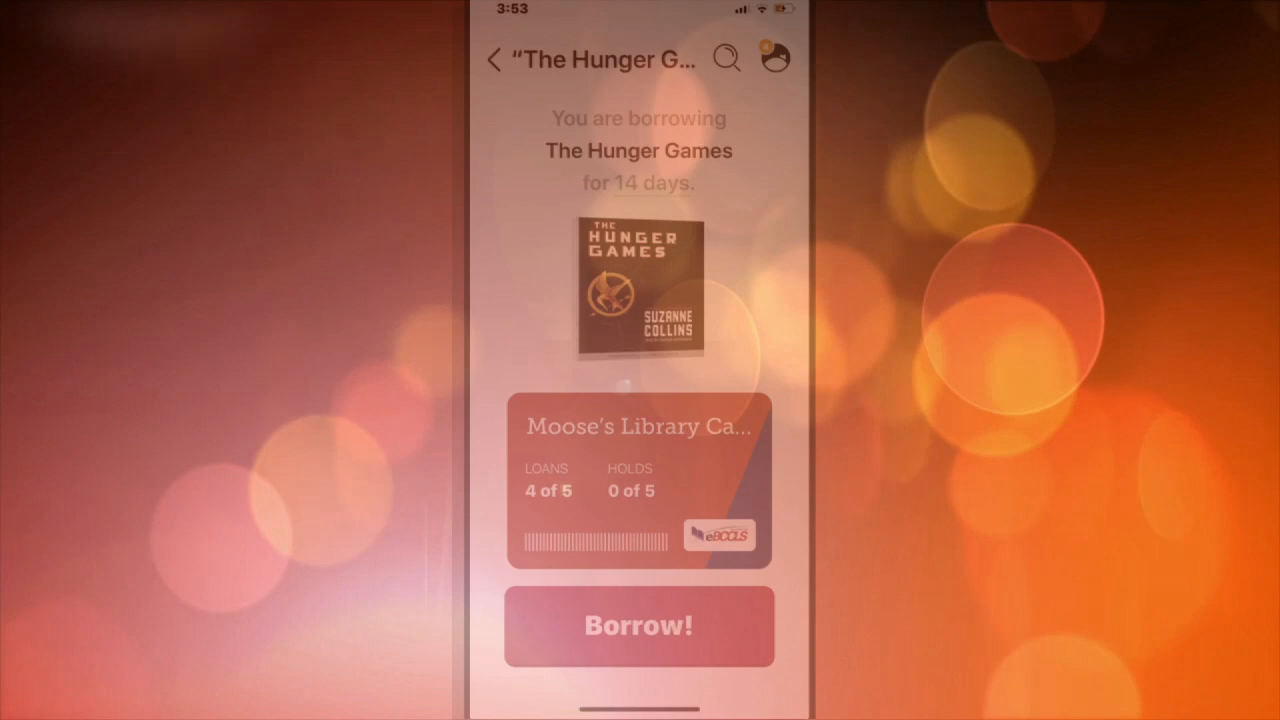 3:53
“The Hunger G...
4
You are borrowing
The Hunger Games
for 14 days.
THE
HUNGER
GAMES
SUZANNE
COLLINS
Moose’s Library Ca...
LOANS HOLDS
4 of 5 0 of 5
eBCCLS
Borrow!